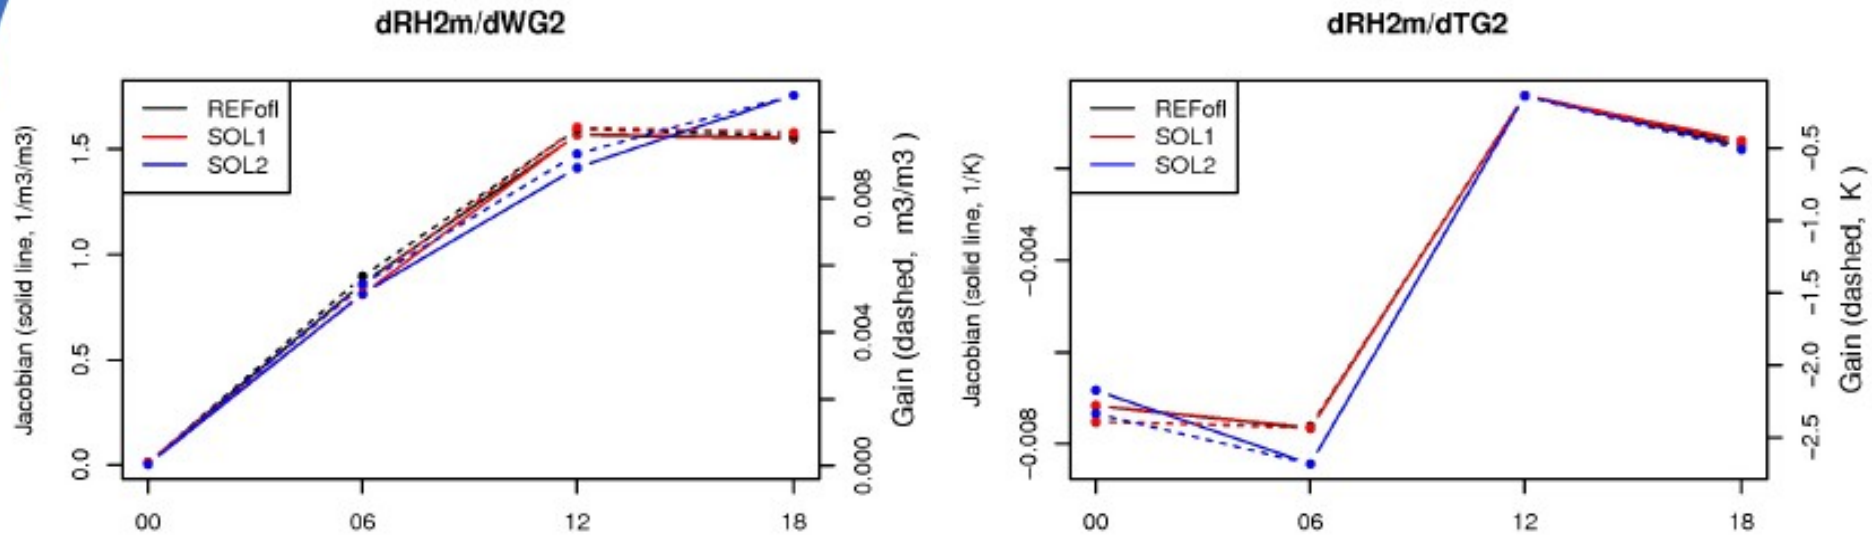 dRH2m/dWG2
Jacobian (solid line, 1/m3/m3)
0.0
0.5
1.0
1.5
REFofl
SOL1
SOL2
00
06
12
18
0.000
0.004
0.008
Gain (dashed, m3/m3 )
dRH2m/dTG2
Jacobian (solid line, 1/K)
−0.008
−0.004
REFofl
SOL1
SOL2
00
06
12
18
−2.5
−2.0
−1.5
−1.0
−0.5
Gain (dashed, K )